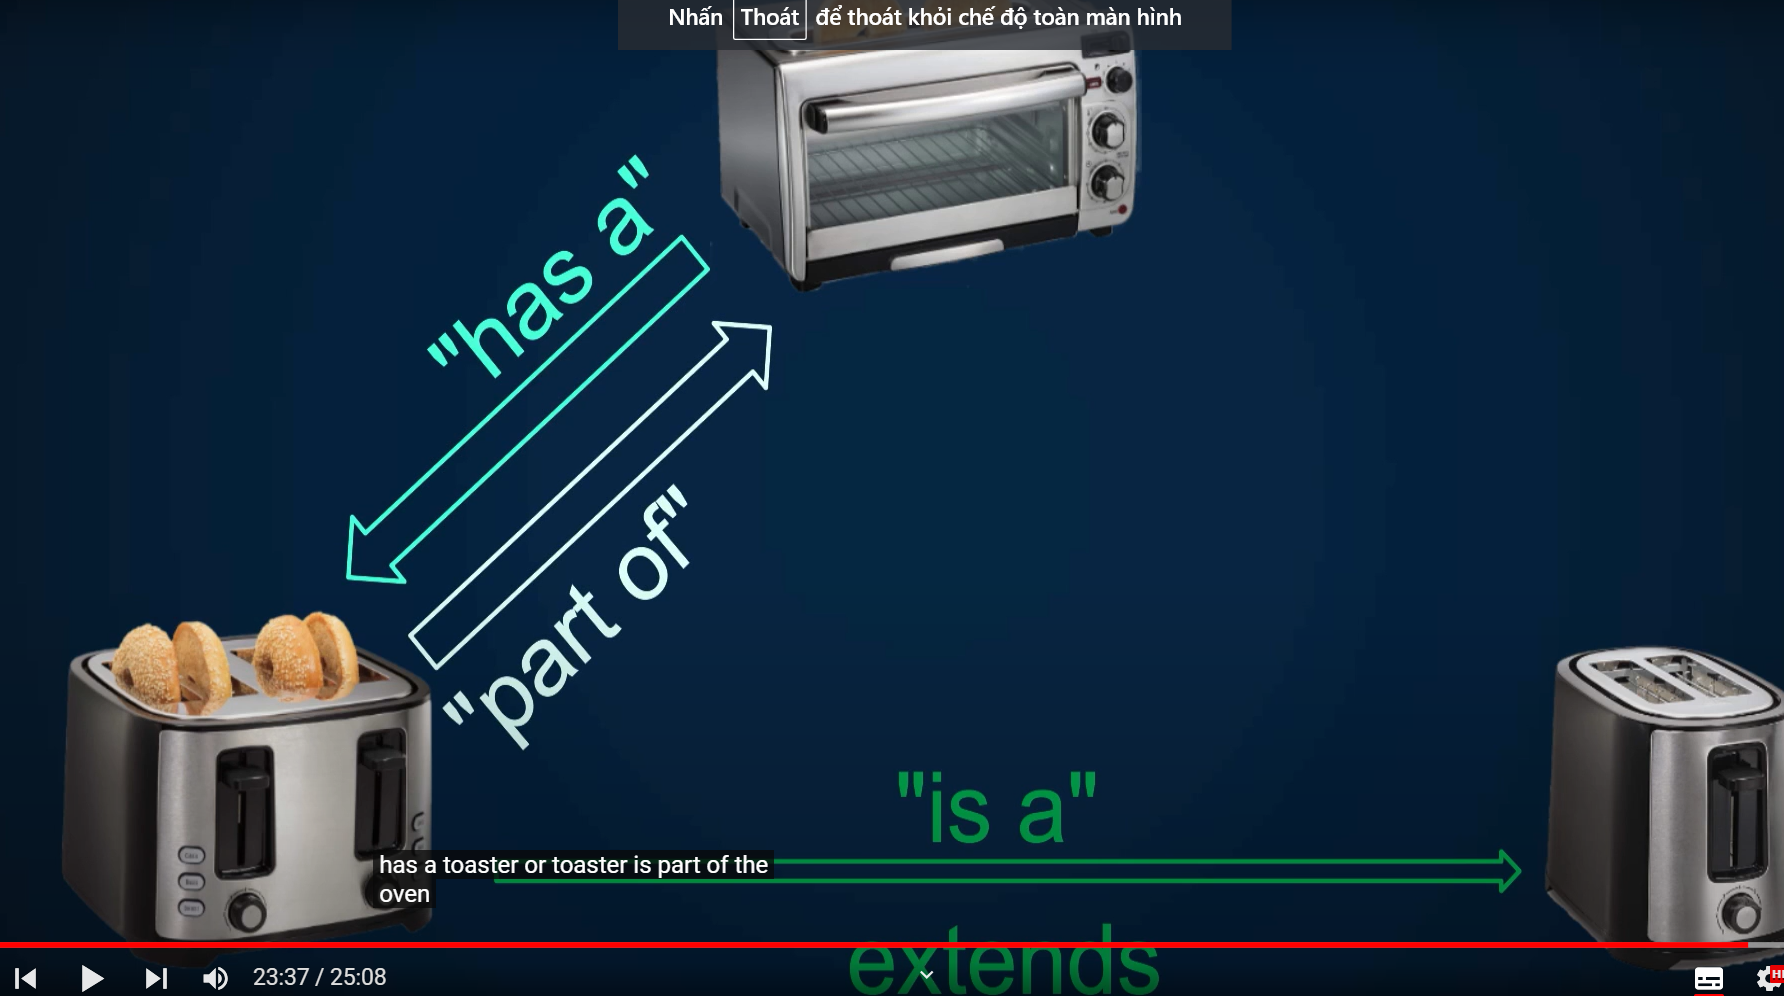 Nhấn Thoát để thoát khỏi chế độ toàn màn hình
"has a"
"part of"
"is a"
has a toaster or toaster is part of the
oven
extends
23:37 / 25:08